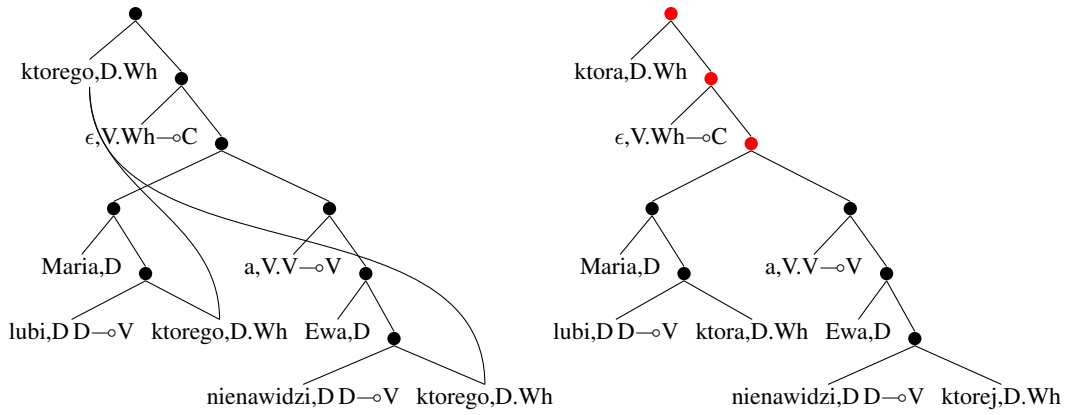 ktorego,D.Wh
ϵ,V.Wh⊸C
Maria,D
a,V.V⊸V
lubi,D D⊸V
ktorego,D.Wh
Ewa,D
nienawidzi,D D⊸V
ktorego,D.Wh
ktora,D.Wh
ϵ,V.Wh⊸C
Maria,D
a,V.V⊸V
lubi,D D⊸V
ktora,D.Wh
Ewa,D
nienawidzi,D D⊸V
ktorej,D.Wh